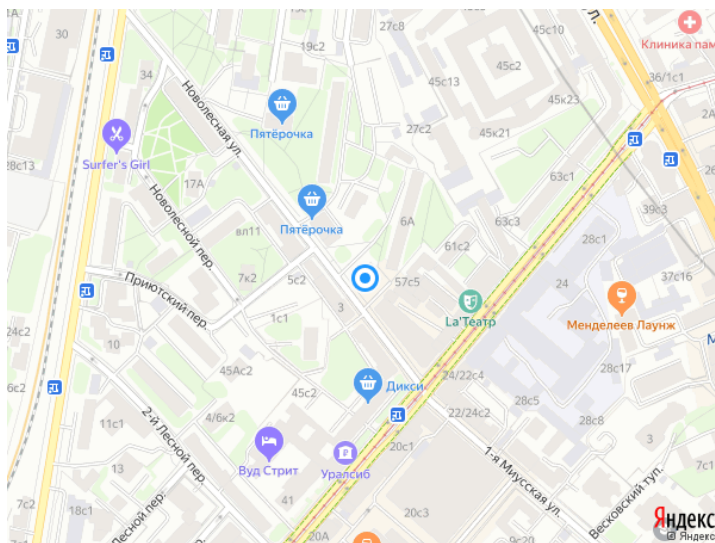 27с8
19с2
30
45с10
Клиника пам
45с2
45с13
34
36/1с1
2А
45к23
Новолесная ул.
Пятёрочка
27с2
45к21
28с13
Surfer's Girl
63с1
17А
39с3
Новолесной пер.
Пятёрочка
6А
63с3
61с2
28с1
вл11
7к2
5с2
57с5
37с16
24
Приютский пер.
La'Театр
Менделеев Лаунж
24с2
3
1с1
10
28с17
45Ас2
Дикси
24/22с4
6с2
45с2
28с5
22/24с2
11с1
2-й Лесной пер.
4/6к2
28с8
20с1
3
Вуд Стрит
Уралсиб
1-я Миусская ул.
13
7с1
7с2
18с1
41
Весковский туп.
Лесной пер.
20А
20с3
9с10
Яндекс
© Яндекс